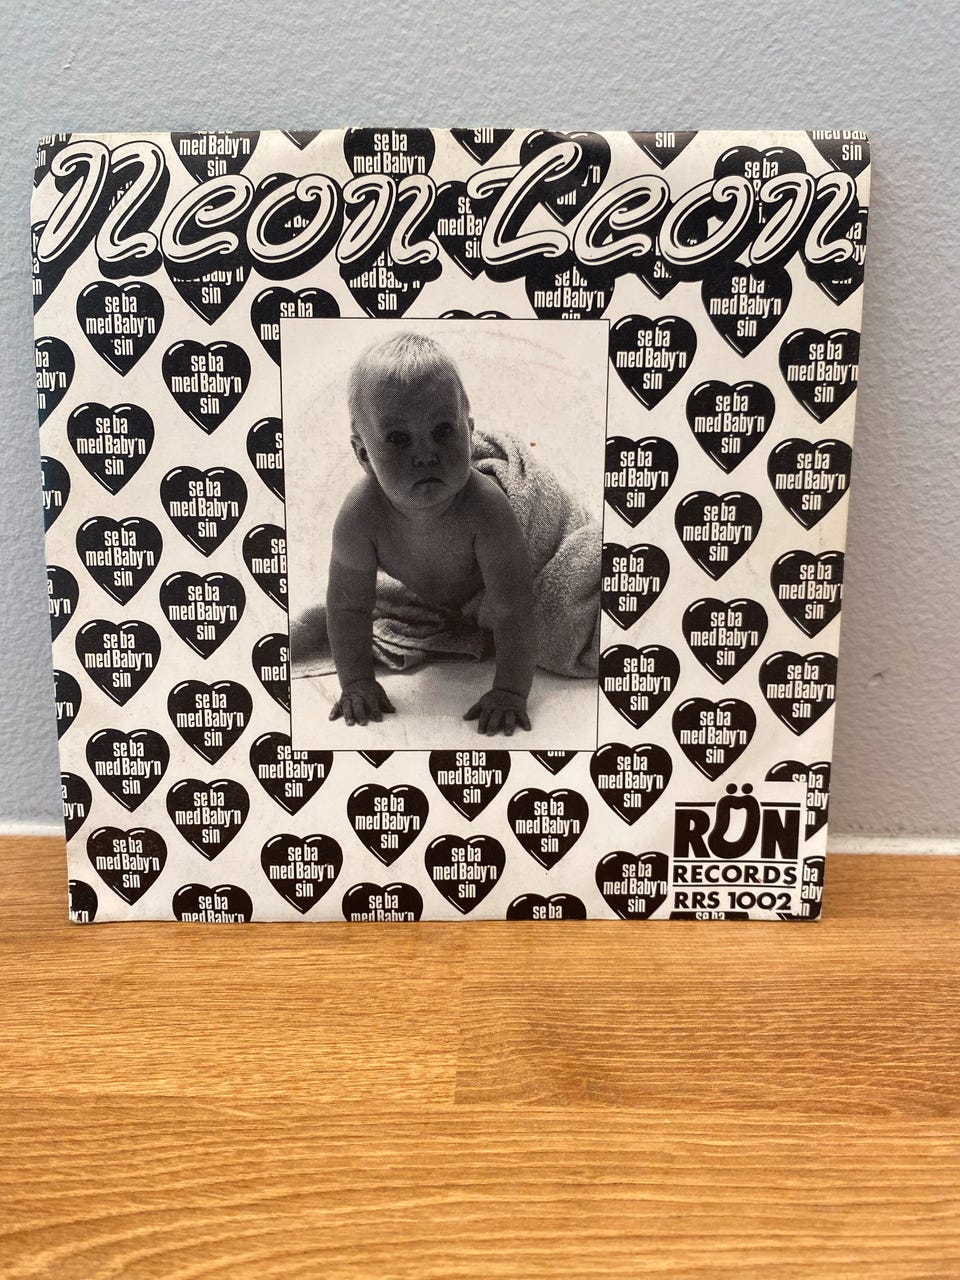 Neon Leon
se ba
med Baby'n
sin
RÖN
RECORDS
RRS 1002